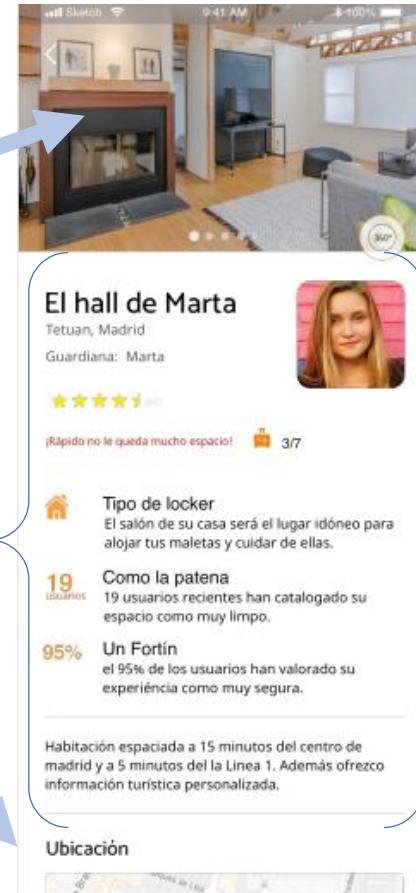 Sketch 9:41 AM 100%
360°
El hall de Marta
Tetuan, Madrid
Guardiana: Marta
¡Rápido no le queda mucho espacio! 3/7
Tipo de locker
El salón de su casa será el lugar idóneo para
alojar tus maletas y cuidar de ellas.
19
usuarios
Como la patena
19 usuarios recientes han catalogado su
espacio como muy limpo.
95%
Un Fortín
el 95% de los usuarios han valorado su
experiéncia como muy segura.
Habitación espaciada a 15 minutos del centro de
madrid y a 5 minutos del la Linea 1. Además ofrezco
información turística personalizada.
Ubicación